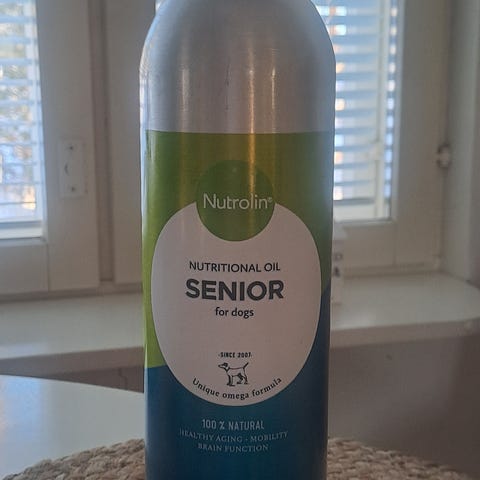 Nutrolin®
NUTRITIONAL OIL
SENIOR
for dogs
·SINCE 2007·
Unique omega formula
100 % NATURAL
HEALTHY AGING · MOBILITY
BRAIN FUNCTION